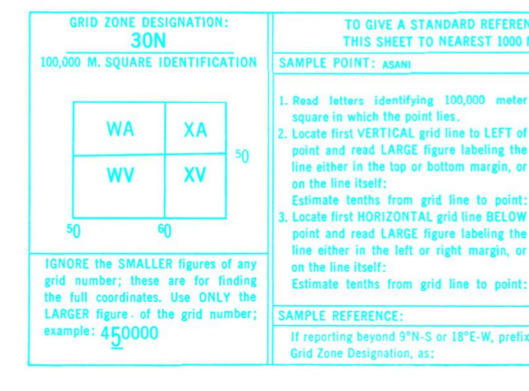 GRID ZONE DESIGNATION:
30N
100,000 M. SQUARE IDENTIFICATION
WA XA
WV XV
50
50 60
IGNORE the SMALLER figures of any
grid number; these are for finding
the full coordinates. Use ONLY the
LARGER figure of the grid number;
example: 450000
TO GIVE A STANDARD REFEREN
THIS SHEET TO NEAREST 1000 M
SAMPLE POINT: ASANI
1. Read letters identifying 100,000 meter
square in which the point lies.
2. Locate first VERTICAL grid line to LEFT of
point and read LARGE figure labeling the
line either in the top or bottom margin, or
on the line itself:
Estimate tenths from grid line to point:
3. Locate first HORIZONTAL grid line BELOW
point and read LARGE figure labeling the
line either in the left or right margin, or
on the line itself:
Estimate tenths from grid line to point:
SAMPLE REFERENCE:
If reporting beyond 9°N-S or 18°E-W, prefix
Grid Zone Designation, as: